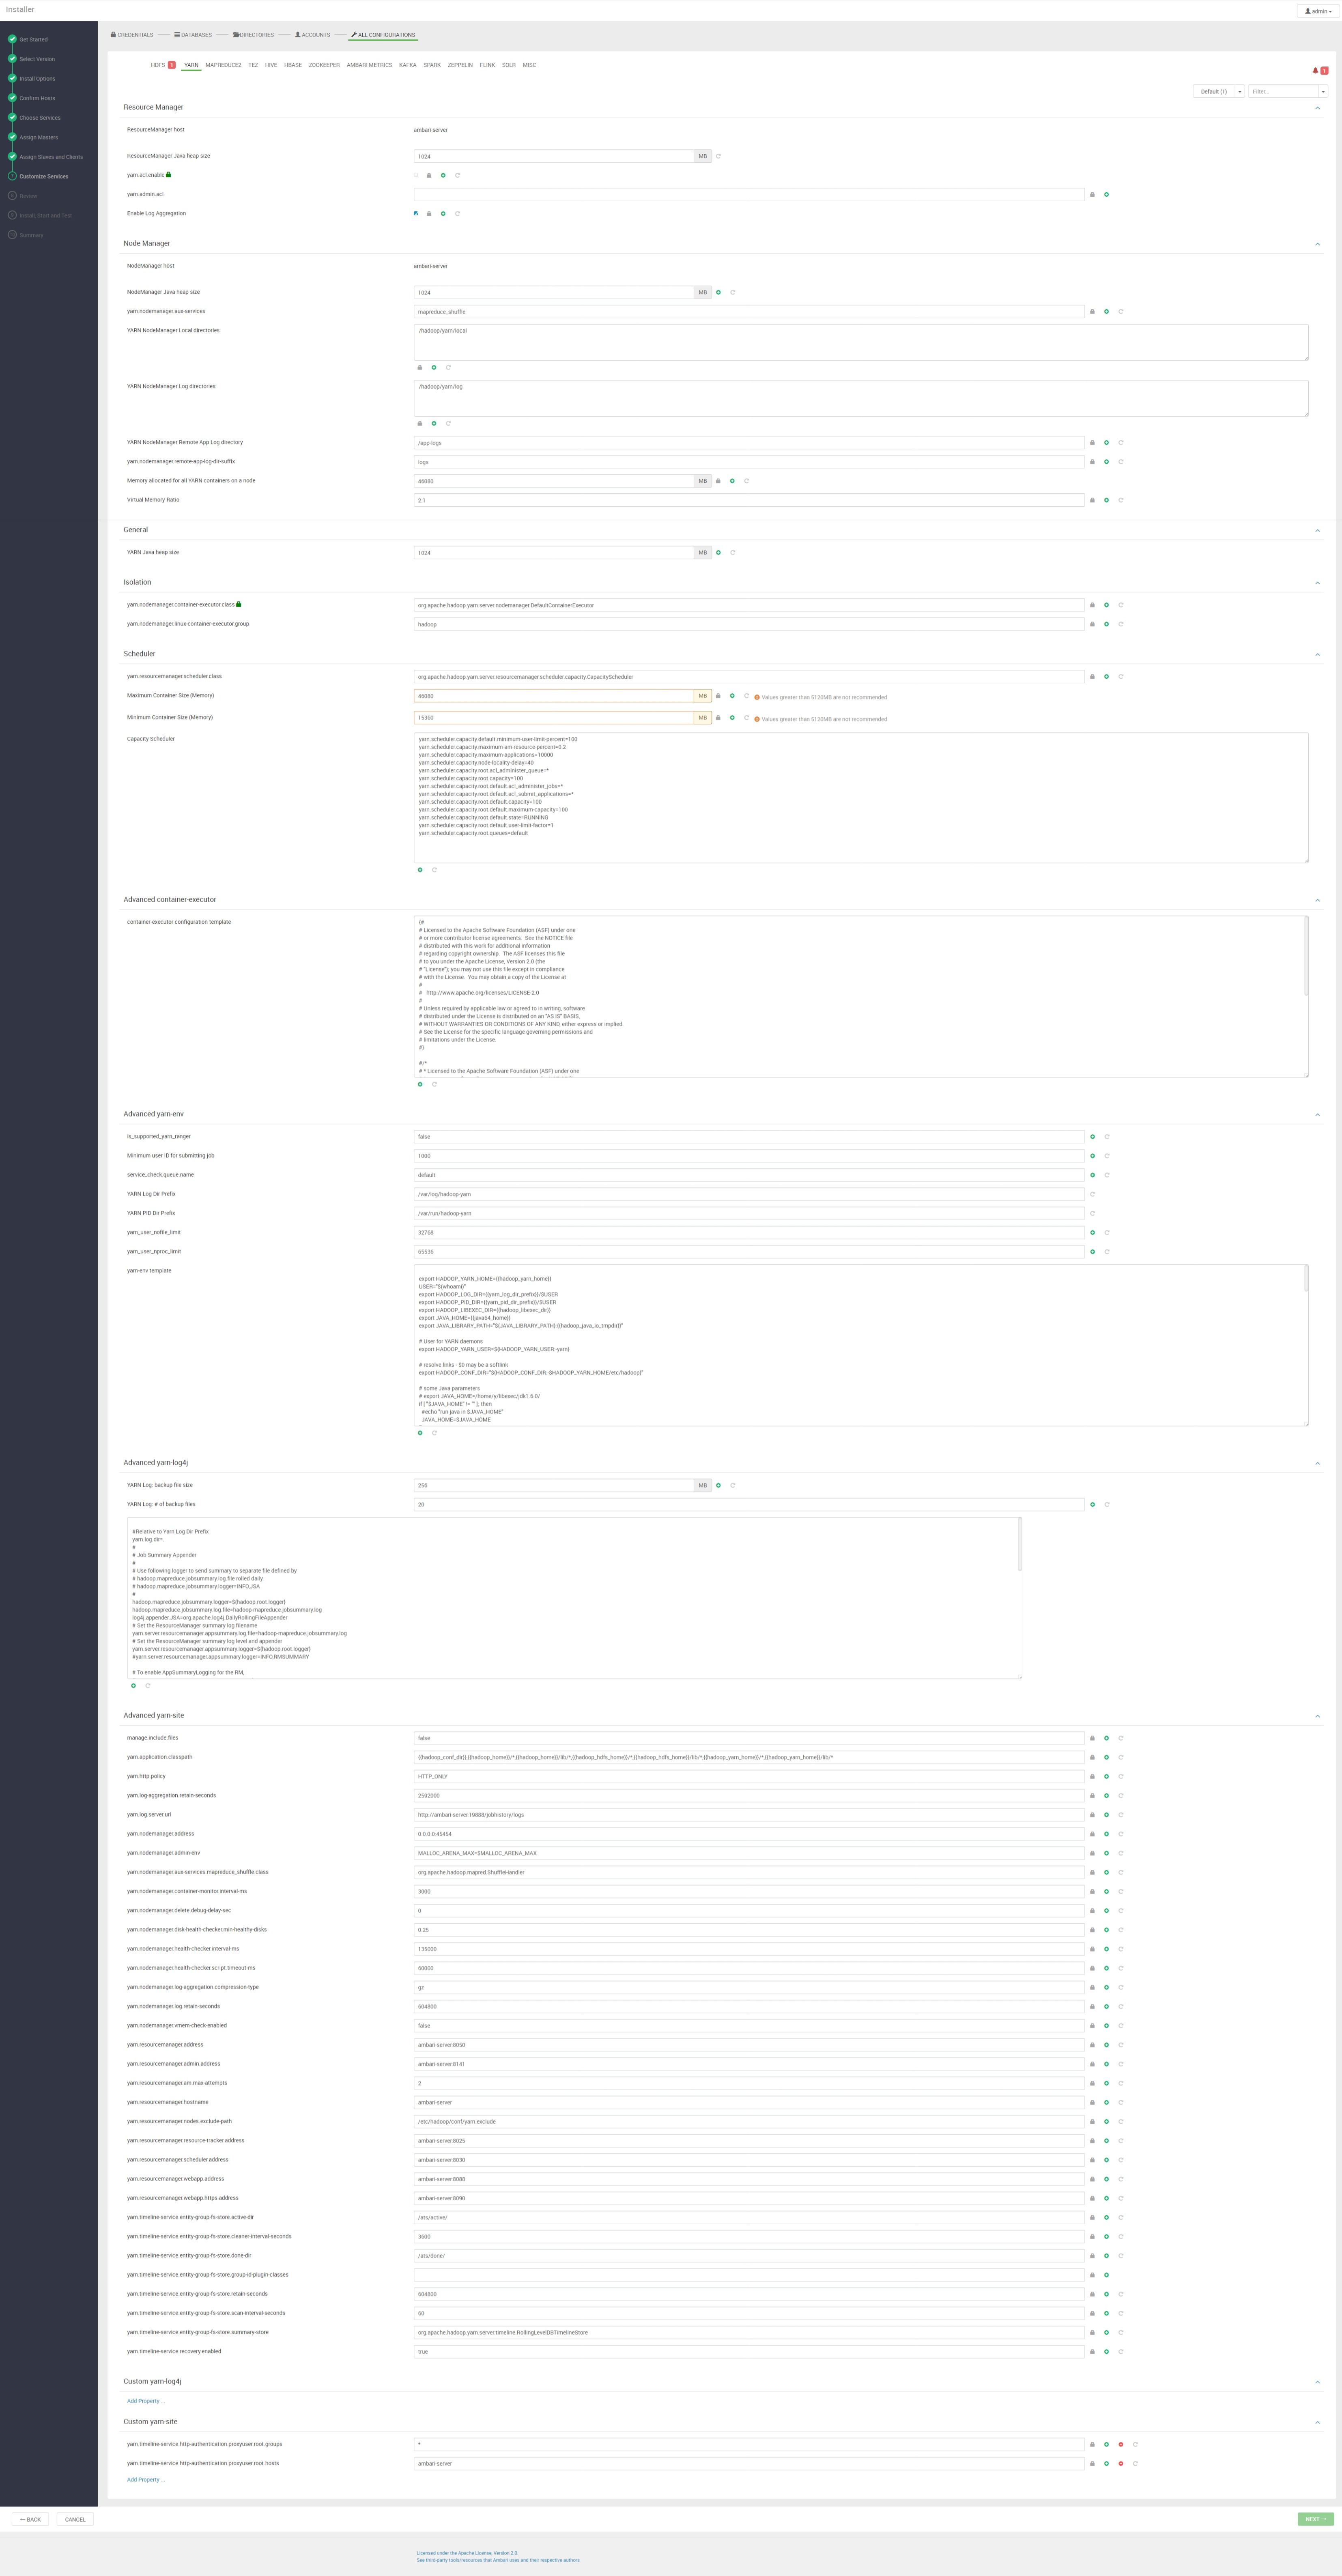 Installer
admin
Get Started
Select Version
Install Options
Confirm Hosts
Choose Services
Assign Masters
Assign Slaves and Clients
Customize Services
Review
Install, Start and Test
Summary
CREDENTIALS DATABASES DIRECTORIES ACCOUNTS ALL CONFIGURATIONS
HDFS YARN MAPREDUCE2 TEZ HIVE HBASE ZOOKEEPER AMBARI METRICS KAFKA SPARK ZEPPELIN FLINK SOLR MISC
Default (1) Filter...
Resource Manager
ResourceManager host ambari-server
ResourceManager Java heap size 1024 MB
yarn.acl.enable
yarn.admin.acl
Enable Log Aggregation
Node Manager
NodeManager host ambari-server
NodeManager Java heap size 1024 MB
yarn.nodemanager.aux-services mapreduce_shuffle
YARN NodeManager Local directories /hadoop/yarn/local
YARN NodeManager Log directories /hadoop/yarn/log
YARN NodeManager Remote App Log directory /app-logs
yarn.nodemanager.remote-app-log-dir-suffix logs
Memory allocated for all YARN containers on a node 46080 MB
Virtual Memory Ratio 2.1
General
YARN Java heap size 1024 MB
Isolation
yarn.nodemanager.container-executor.class org.apache.hadoop.yarn.server.nodemanager.DefaultContainerExecutor
yarn.nodemanager.linux-container-executor.group hadoop
Scheduler
yarn.resourcemanager.scheduler.class org.apache.hadoop.yarn.server.resourcemanager.scheduler.capacity.CapacityScheduler
Maximum Container Size (Memory) 46080 MB Values greater than 5120MB are not recommended
Minimum Container Size (Memory) 15360 MB Values greater than 5120MB are not recommended
Capacity Scheduler
yarn.scheduler.capacity.default.minimum-user-limit-percent=100
yarn.scheduler.capacity.maximum-am-resource-percent=0.2
yarn.scheduler.capacity.maximum-applications=10000
yarn.scheduler.capacity.node-locality-delay=40
yarn.scheduler.capacity.root.acl_administer_queue=*
yarn.scheduler.capacity.root.capacity=100
yarn.scheduler.capacity.root.default.acl_administer_jobs=*
yarn.scheduler.capacity.root.default.acl_submit_applications=*
yarn.scheduler.capacity.root.default.capacity=100
yarn.scheduler.capacity.root.default.maximum-capacity=100
yarn.scheduler.capacity.root.default.state=RUNNING
yarn.scheduler.capacity.root.default.user-limit-factor=1
yarn.scheduler.capacity.root.queues=default
Advanced container-executor
container-executor configuration template
{#
# Licensed to the Apache Software Foundation (ASF) under one
# or more contributor license agreements. See the NOTICE file
# distributed with this work for additional information
# regarding copyright ownership. The ASF licenses this file
# to you under the Apache License, Version 2.0 (the
# "License"); you may not use this file except in compliance
# with the License. You may obtain a copy of the License at
#
# http://www.apache.org/licenses/LICENSE-2.0
#
# Unless required by applicable law or agreed to in writing, software
# distributed under the License is distributed on an "AS IS" BASIS,
# WITHOUT WARRANTIES OR CONDITIONS OF ANY KIND, either express or implied.
# See the License for the specific language governing permissions and
# limitations under the License.
#}
#/*
# * Licensed to the Apache Software Foundation (ASF) under one
Advanced yarn-env
is_supported_yarn_ranger false
Minimum user ID for submitting job 1000
service_check.queue.name default
YARN Log Dir Prefix /var/log/hadoop-yarn
YARN PID Dir Prefix /var/run/hadoop-yarn
yarn_user_nofile_limit 32768
yarn_user_nproc_limit 65536
yarn-env template
export HADOOP_YARN_HOME={{hadoop_yarn_home}}
USER="$(whoami)"
export HADOOP_LOG_DIR={{yarn_log_dir_prefix}}/$USER
export HADOOP_PID_DIR={{yarn_pid_dir_prefix}}/$USER
export HADOOP_LIBEXEC_DIR={{hadoop_libexec_dir}}
export JAVA_HOME={{java64_home}}
export JAVA_LIBRARY_PATH="${JAVA_LIBRARY_PATH}:{{hadoop_java_io_tmpdir}}"
# User for YARN daemons
export HADOOP_YARN_USER=${HADOOP_YARN_USER:-yarn}
# resolve links - $0 may be a softlink
export HADOOP_CONF_DIR="${HADOOP_CONF_DIR:-$HADOOP_YARN_HOME/etc/hadoop}"
# some Java parameters
# export JAVA_HOME=/home/y/libexec/jdk1.6.0/
if [ "$JAVA_HOME" != "" ]; then
#echo "run java in $JAVA_HOME"
JAVA_HOME=$JAVA_HOME
Advanced yarn-log4j
YARN Log: backup file size 256 MB
YARN Log: # of backup files 20
#Relative to Yarn Log Dir Prefix
yarn.log.dir=.
#
# Job Summary Appender
#
# Use following logger to send summary to separate file defined by
# hadoop.mapreduce.jobsummary.log.file rolled daily:
# hadoop.mapreduce.jobsummary.logger=INFO,JSA
#
hadoop.mapreduce.jobsummary.logger=${hadoop.root.logger}
hadoop.mapreduce.jobsummary.log.file=hadoop-mapreduce.jobsummary.log
log4j.appender.JSA=org.apache.log4j.DailyRollingFileAppender
# Set the ResourceManager summary log filename
yarn.server.resourcemanager.appsummary.log.file=hadoop-mapreduce.jobsummary.log
# Set the ResourceManager summary log level and appender
yarn.server.resourcemanager.appsummary.logger=${hadoop.root.logger}
#yarn.server.resourcemanager.appsummary.logger=INFO,RMSUMMARY
# To enable AppSummaryLogging for the RM,
Advanced yarn-site
manage.include.files false
yarn.application.classpath {{hadoop_conf_dir}},{{hadoop_home}}/*,{{hadoop_home}}/lib/*,{{hadoop_hdfs_home}}/*,{{hadoop_hdfs_home}}/lib/*,{{hadoop_yarn_home}}/*,{{hadoop_yarn_home}}/lib/*
yarn.http.policy HTTP_ONLY
yarn.log-aggregation.retain-seconds 2592000
yarn.log.server.url http://ambari-server:19888/jobhistory/logs
yarn.nodemanager.address 0.0.0.0:45454
yarn.nodemanager.admin-env MALLOC_ARENA_MAX=$MALLOC_ARENA_MAX
yarn.nodemanager.aux-services.mapreduce_shuffle.class org.apache.hadoop.mapred.ShuffleHandler
yarn.nodemanager.container-monitor.interval-ms 3000
yarn.nodemanager.delete.debug-delay-sec 0
yarn.nodemanager.disk-health-checker.min-healthy-disks 0.25
yarn.nodemanager.health-checker.interval-ms 135000
yarn.nodemanager.health-checker.script.timeout-ms 60000
yarn.nodemanager.log-aggregation.compression-type gz
yarn.nodemanager.log.retain-seconds 604800
yarn.nodemanager.vmem-check-enabled false
yarn.resourcemanager.address ambari-server:8050
yarn.resourcemanager.admin.address ambari-server:8141
yarn.resourcemanager.am.max-attempts 2
yarn.resourcemanager.hostname ambari-server
yarn.resourcemanager.nodes.exclude-path /etc/hadoop/conf/yarn.exclude
yarn.resourcemanager.resource-tracker.address ambari-server:8025
yarn.resourcemanager.scheduler.address ambari-server:8030
yarn.resourcemanager.webapp.address ambari-server:8088
yarn.resourcemanager.webapp.https.address ambari-server:8090
yarn.timeline-service.entity-group-fs-store.active-dir /ats/active/
yarn.timeline-service.entity-group-fs-store.cleaner-interval-seconds 3600
yarn.timeline-service.entity-group-fs-store.done-dir /ats/done/
yarn.timeline-service.entity-group-fs-store.group-id-plugin-classes
yarn.timeline-service.entity-group-fs-store.retain-seconds 604800
yarn.timeline-service.entity-group-fs-store.scan-interval-seconds 60
yarn.timeline-service.entity-group-fs-store.summary-store org.apache.hadoop.yarn.server.timeline.RollingLevelDBTimelineStore
yarn.timeline-service.recovery.enabled true
Custom yarn-log4j
Add Property ...
Custom yarn-site
yarn.timeline-service.http-authentication.proxyuser.root.groups *
yarn.timeline-service.http-authentication.proxyuser.root.hosts ambari-server
Add Property ...
← BACK CANCEL NEXT →
Licensed under the Apache License, Version 2.0.
See third-party tools/resources that Ambari uses and their respective authors